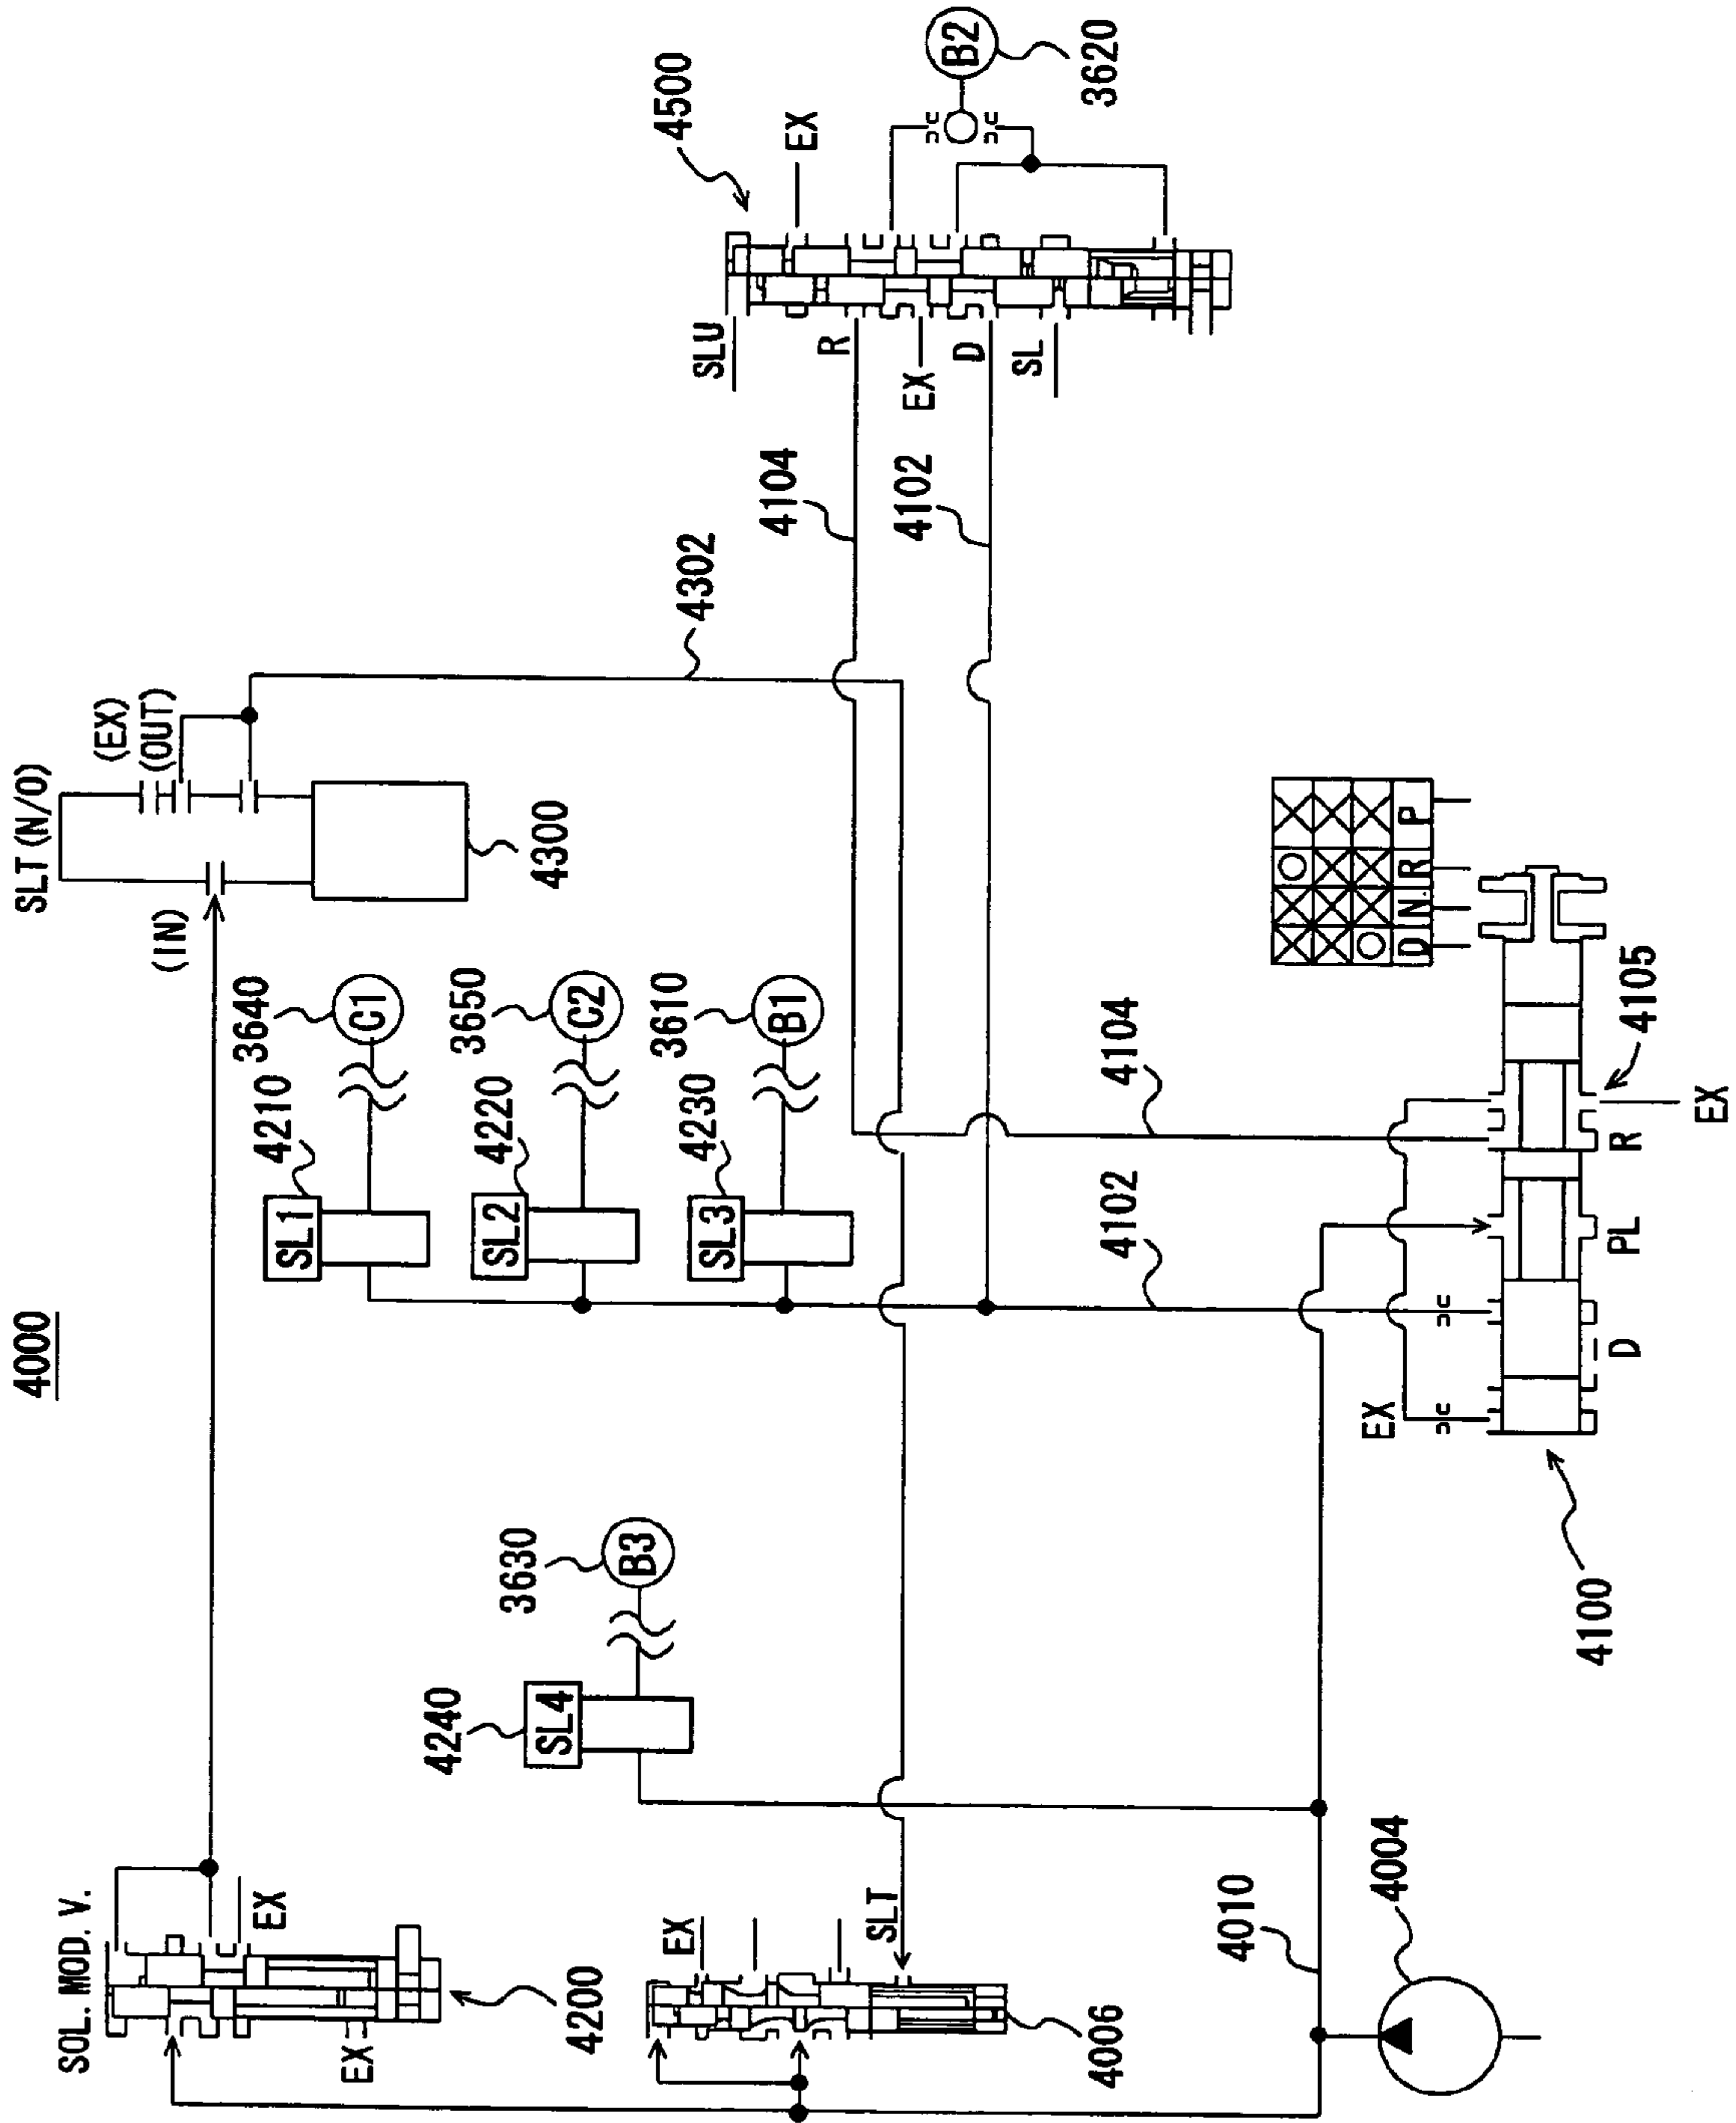 4000
SOL. MOD. V.
EX
EX
4200
EX
SLT
4006
4010
4004
4240
SL4
3630
B3
SLT(N/O)
(IN)
(EX)
(OUT)
4300
4302
4210
SL1
3640
C1
4220
SL2
3650
C2
4230
SL3
3610
B1
4102
4104
4104
4102
4100
EX
D
PL
R
EX
4105
D
N
R
P
4500
SLU
EX
R
EX
D
SL
B2
3620